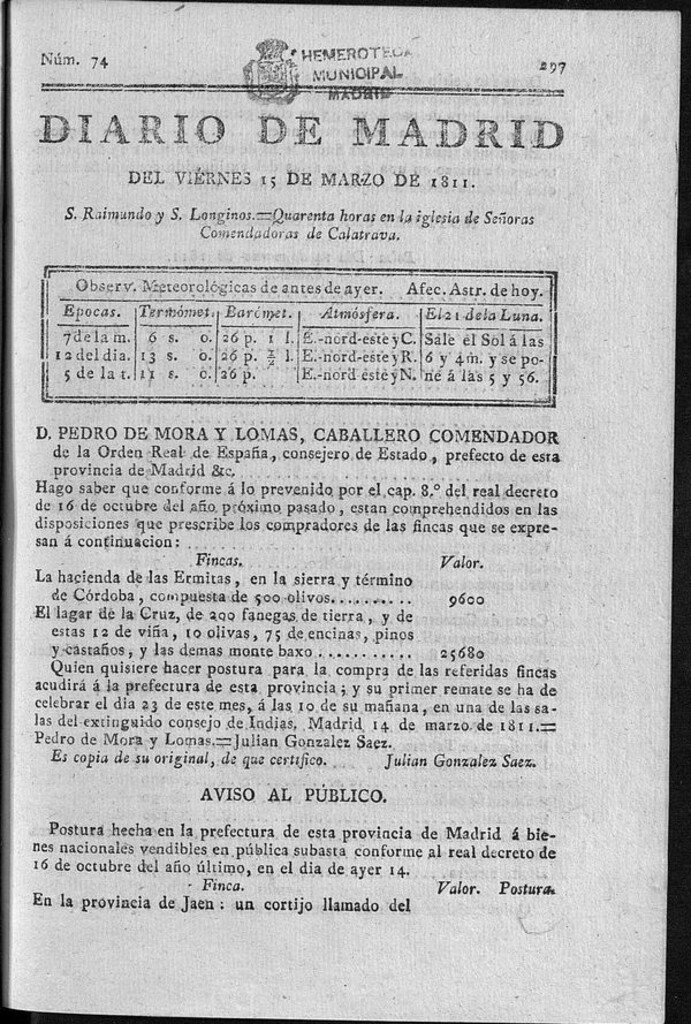 Núm. 74
HEMEROTECA
MUNICIPAL
MADRID
297
DIARIO DE MADRID
DEL VIÉRNES 15 DE MARZO DE 1811.
S. Raimundo y S. Longinos.=Quarenta horas en la iglesia de Señoras
Comendadoras de Calatrava.
Observ. Meteorológicas de antes de ayer. Afec. Astr. de hoy.
Epocas. Termómet. Barómet. Atmósfera. El 21 de la Luna.
7 de la m. 6 s. 0. 26 p. 1 l. E.-nord-este y C. Sale el Sol á las
12 del dia. 13 s. 0. 26 p. ½ l. E.-nord-este y R. 6 y 4 m. y se po-
5 de la t. 11 s. 0. 26 p. E.-nord-este y N. ne á las 5 y 56.
D. PEDRO DE MORA Y LOMAS, CABALLERO COMENDADOR
de la Orden Real de España, consejero de Estado, prefecto de esta
provincia de Madrid &c.
Hago saber que conforme á lo prevenido por el cap. 8.° del real decreto
de 16 de octubre del año próximo pasado, estan comprehendidos en las
disposiciones que prescribe los compradores de las fincas que se expre-
san á continuacion:
Fincas. Valor.
La hacienda de las Ermitas, en la sierra y término
de Córdoba, compuesta de 500 olivos.......... 9600
El lagar de la Cruz, de 200 fanegas de tierra, y de
estas 12 de viña, 10 olivas, 75 de encinas, pinos
y castaños, y las demas monte baxo............ 25680
Quien quisiere hacer postura para la compra de las referidas fincas
acudirá á la prefectura de esta provincia; y su primer remate se ha de
celebrar el dia 23 de este mes, á las 10 de su mañana, en una de las sa-
las del extinguido consejo de Indias. Madrid 14 de marzo de 1811.=
Pedro de Mora y Lomas.=Julian Gonzalez Saez.
Es copia de su original, de que certifico. Julian Gonzalez Saez.
AVISO AL PÚBLICO.
Postura hecha en la prefectura de esta provincia de Madrid á bie-
nes nacionales vendibles en pública subasta conforme al real decreto de
16 de octubre del año último, en el dia de ayer 14.
Finca. Valor. Postura.
En la provincia de Jaen: un cortijo llamado del